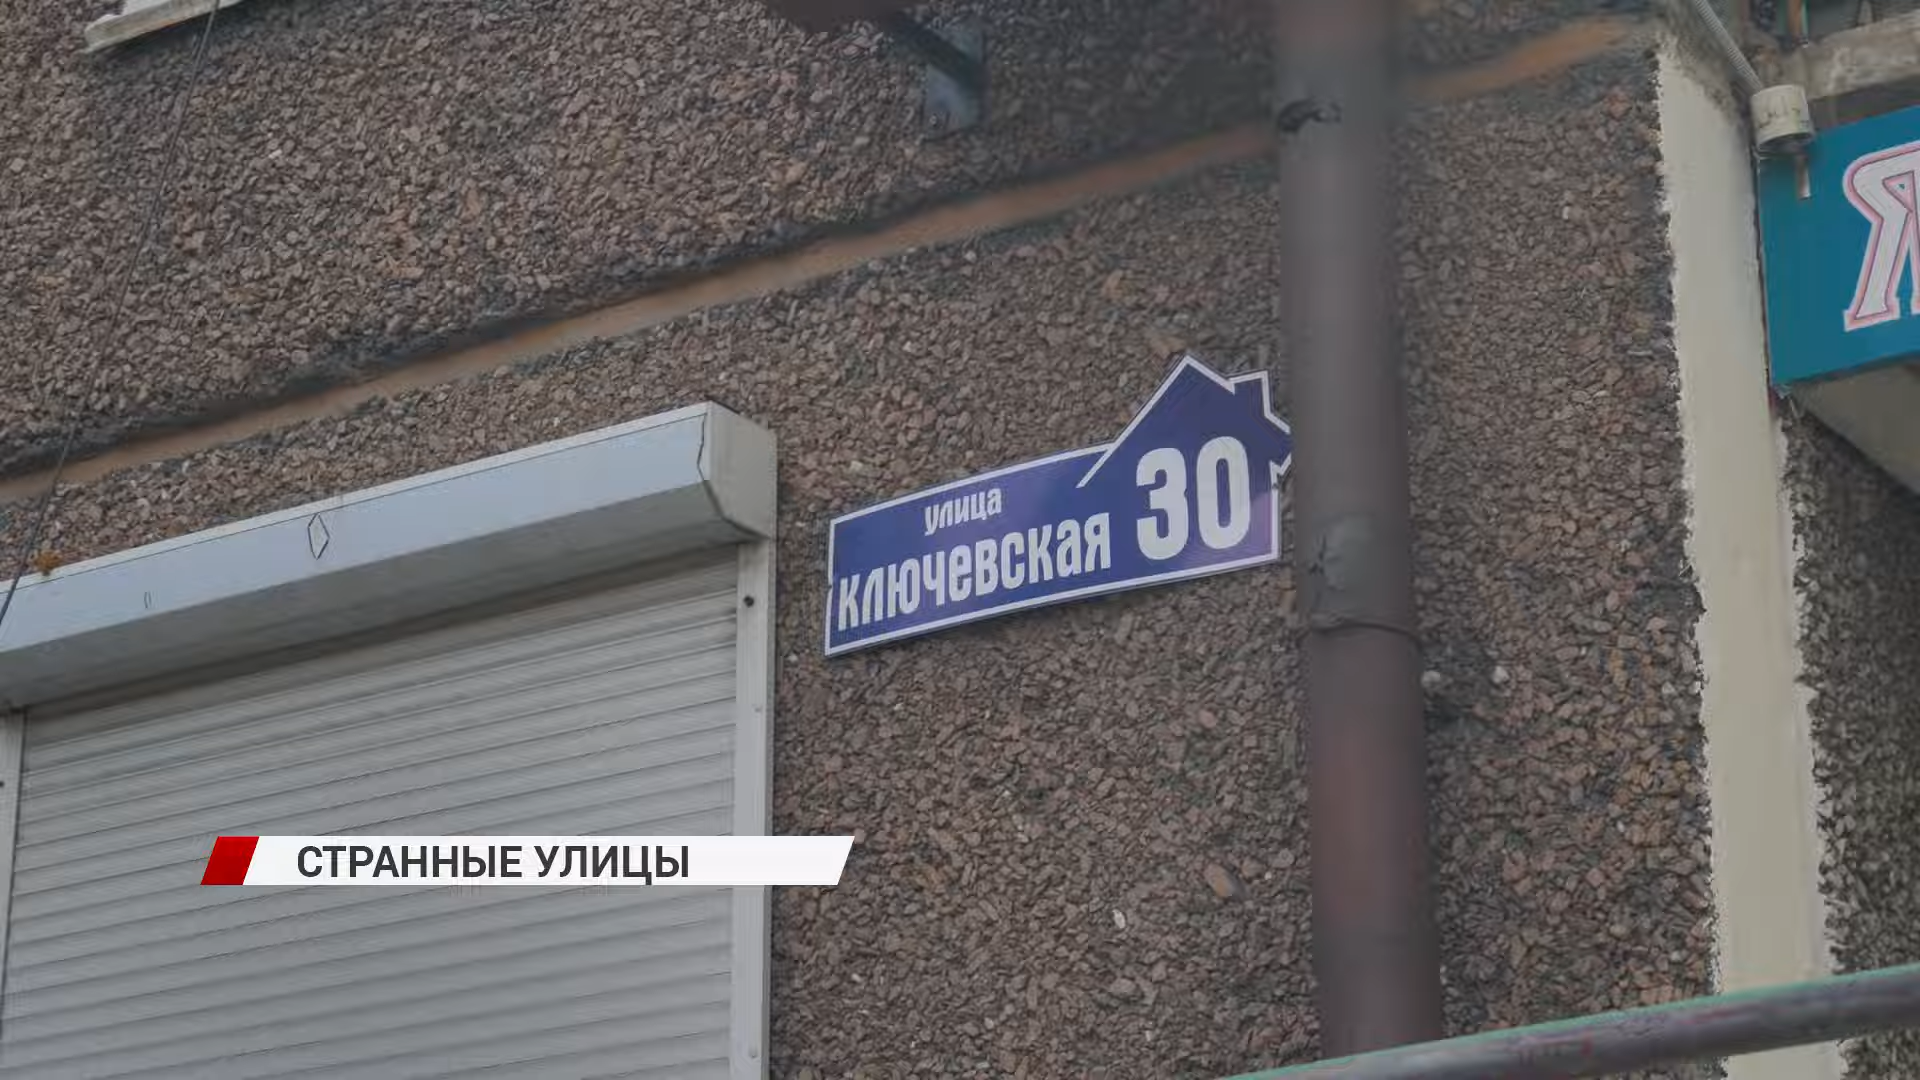 Я
улица
КЛЮЧЕВСКАЯ 30
СТРАННЫЕ УЛИЦЫ